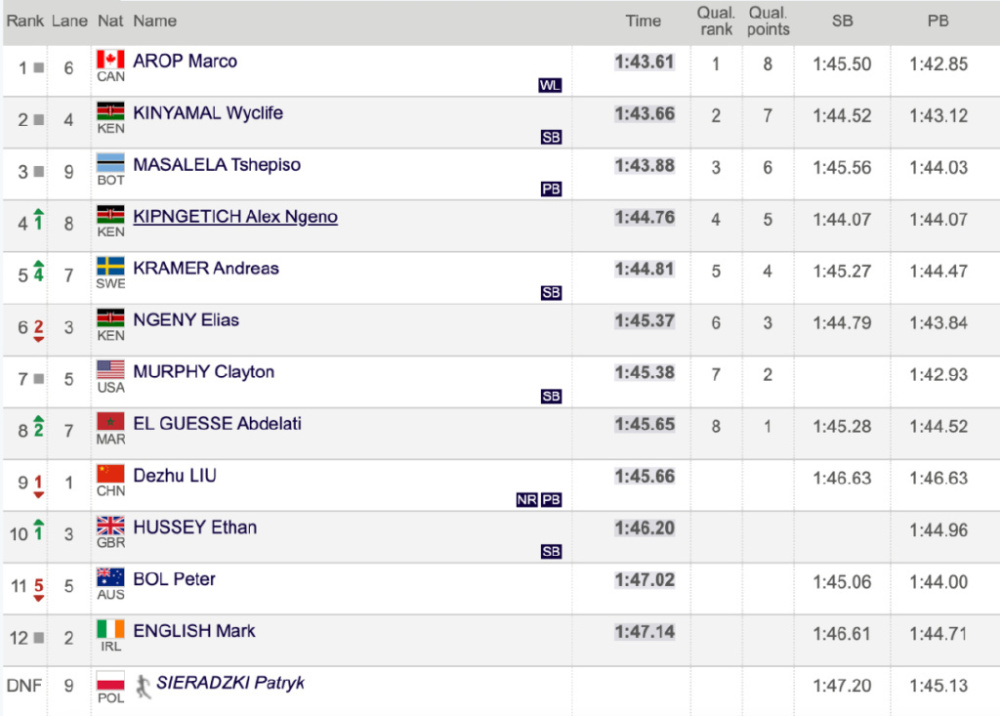 Rank Lane Nat Name Time Qual. rank Qual. points SB PB
1 6 CAN AROP Marco WL 1:43.61 1 8 1:45.50 1:42.85
2 4 KEN KINYAMAL Wyclife SB 1:43.66 2 7 1:44.52 1:43.12
3 9 BOT MASALELA Tshepiso PB 1:43.88 3 6 1:45.56 1:44.03
4 1 8 KEN KIPNGETICH Alex Ngeno 1:44.76 4 5 1:44.07 1:44.07
5 4 7 SWE KRAMER Andreas SB 1:44.81 5 4 1:45.27 1:44.47
6 2 3 KEN NGENY Elias 1:45.37 6 3 1:44.79 1:43.84
7 5 USA MURPHY Clayton SB 1:45.38 7 2 1:42.93
8 2 7 MAR EL GUESSE Abdelati 1:45.65 8 1 1:45.28 1:44.52
9 1 1 CHN Dezhu LIU NR PB 1:45.66 1:46.63 1:46.63
10 1 3 GBR HUSSEY Ethan SB 1:46.20 1:44.96
11 5 5 AUS BOL Peter 1:47.02 1:45.06 1:44.00
12 2 IRL ENGLISH Mark 1:47.14 1:46.61 1:44.71
DNF 9 POL SIERADZKI Patryk 1:47.20 1:45.13